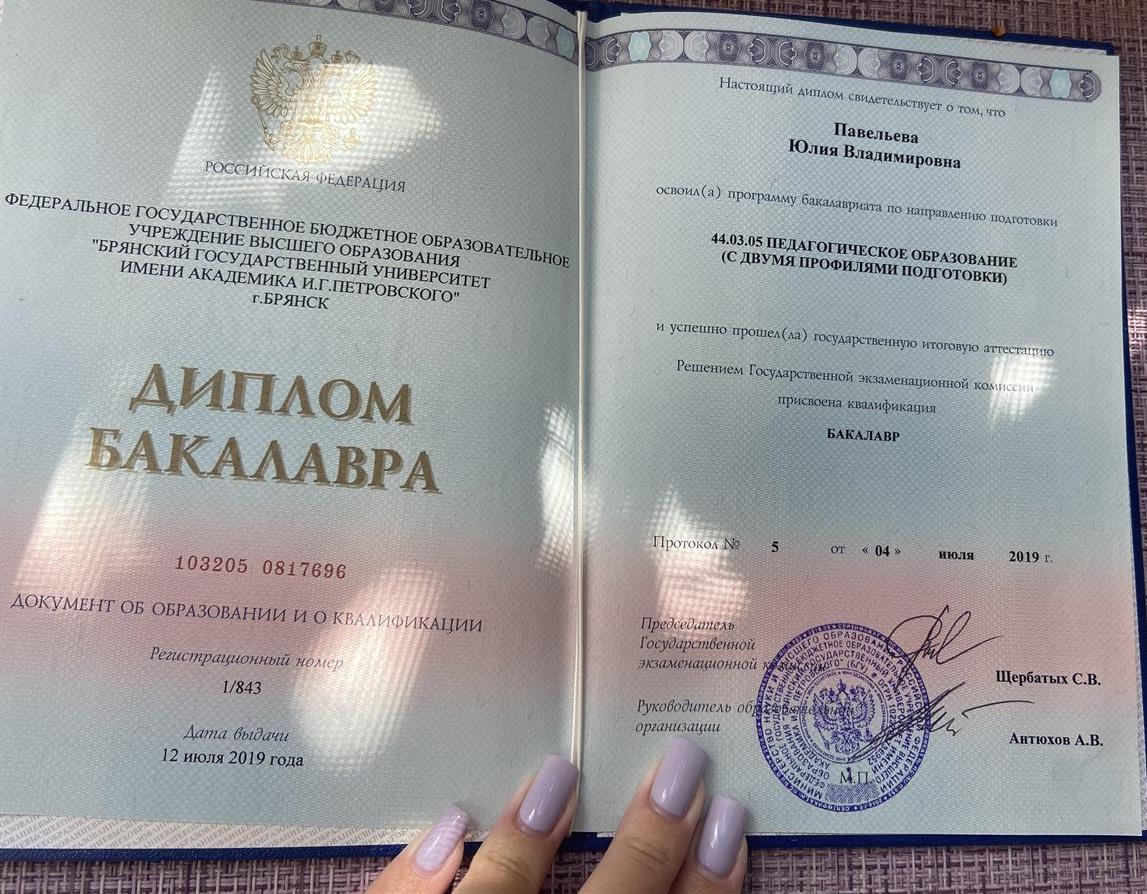 РОССИЙСКАЯ ФЕДЕРАЦИЯ
ФЕДЕРАЛЬНОЕ ГОСУДАРСТВЕННОЕ БЮДЖЕТНОЕ ОБРАЗОВАТЕЛЬНОЕ
УЧРЕЖДЕНИЕ ВЫСШЕГО ОБРАЗОВАНИЯ
"БРЯНСКИЙ ГОСУДАРСТВЕННЫЙ УНИВЕРСИТЕТ
ИМЕНИ АКАДЕМИКА И.Г.ПЕТРОВСКОГО"
г.БРЯНСК
ДИПЛОМ
БАКАЛАВРА
103205 0817696
ДОКУМЕНТ ОБ ОБРАЗОВАНИИ И О КВАЛИФИКАЦИИ
Регистрационный номер
1/843
Дата выдачи
12 июля 2019 года
Настоящий диплом свидетельствует о том, что
Павельева
Юлия Владимировна
освоил(а) программу бакалавриата по направлению подготовки
44.03.05 ПЕДАГОГИЧЕСКОЕ ОБРАЗОВАНИЕ
(С ДВУМЯ ПРОФИЛЯМИ ПОДГОТОВКИ)
и успешно прошел(ла) государственную итоговую аттестацию
Решением Государственной экзаменационной комиссии
присвоена квалификация
БАКАЛАВР
Протокол № 5 от « 04 » июля 2019 г.
Председатель
Государственной
экзаменационной комиссии
Щербатых С.В.
Руководитель образовательной
организации
Антюхов А.В.
М.П.